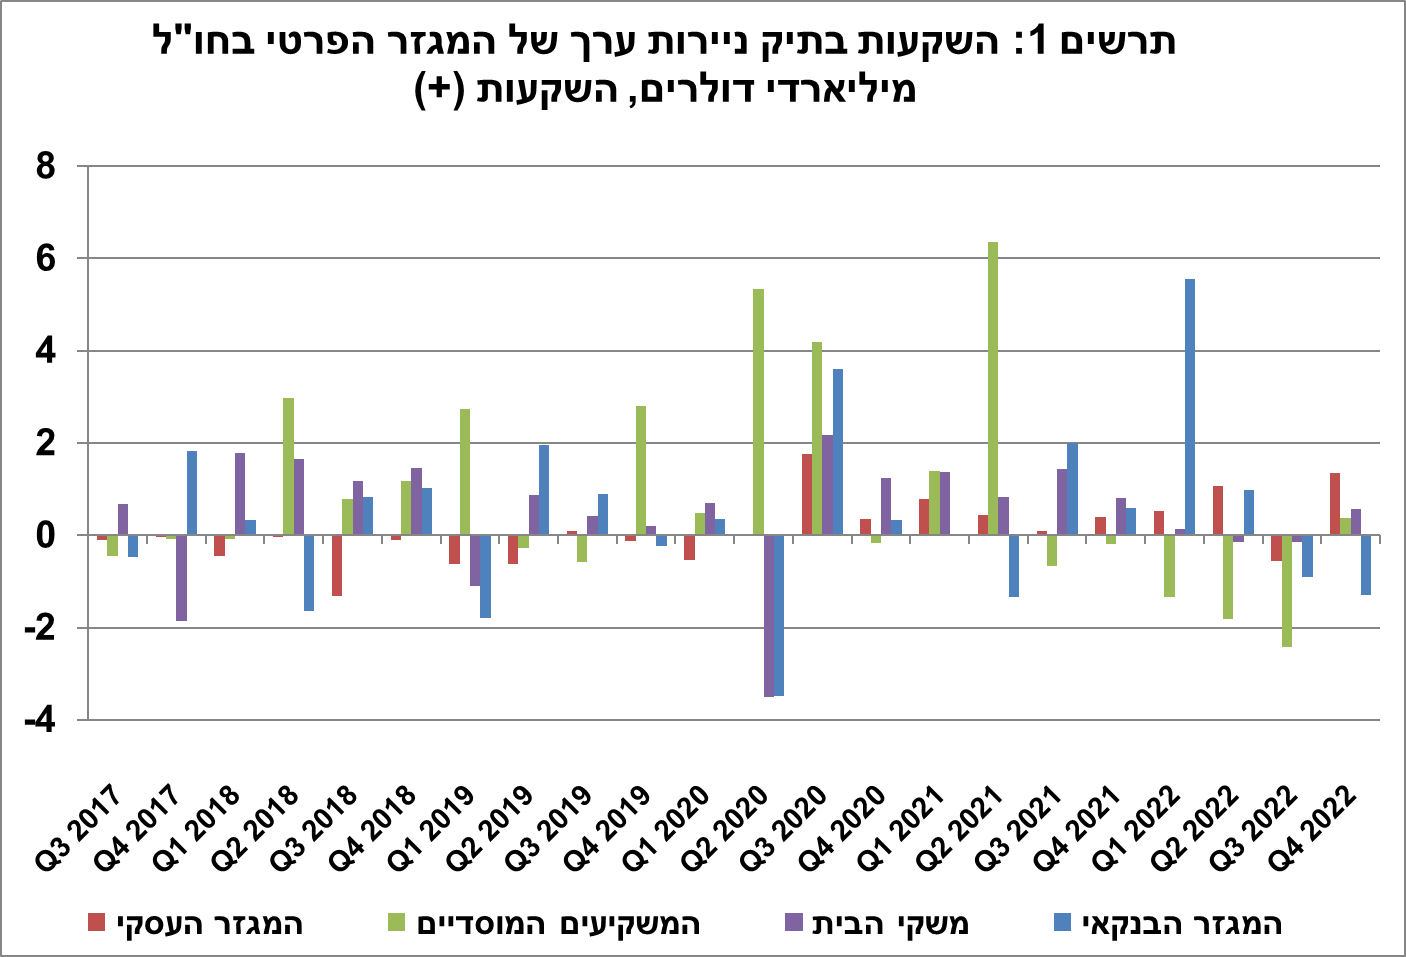 תרשים 1: השקעות בתיק ניירות ערך של המגזר הפרטי בחו"ל
מיליארדי דולרים, השקעות (+)
8
6
4
2
0
-2
-4
Q3 2017
Q4 2017
Q1 2018
Q2 2018
Q3 2018
Q4 2018
Q1 2019
Q2 2019
Q3 2019
Q4 2019
Q1 2020
Q2 2020
Q3 2020
Q4 2020
Q1 2021
Q2 2021
Q3 2021
Q4 2021
Q1 2022
Q2 2022
Q3 2022
Q4 2022
המגזר העסקי
המשקיעים המוסדיים
משקי הבית
המגזר הבנקאי